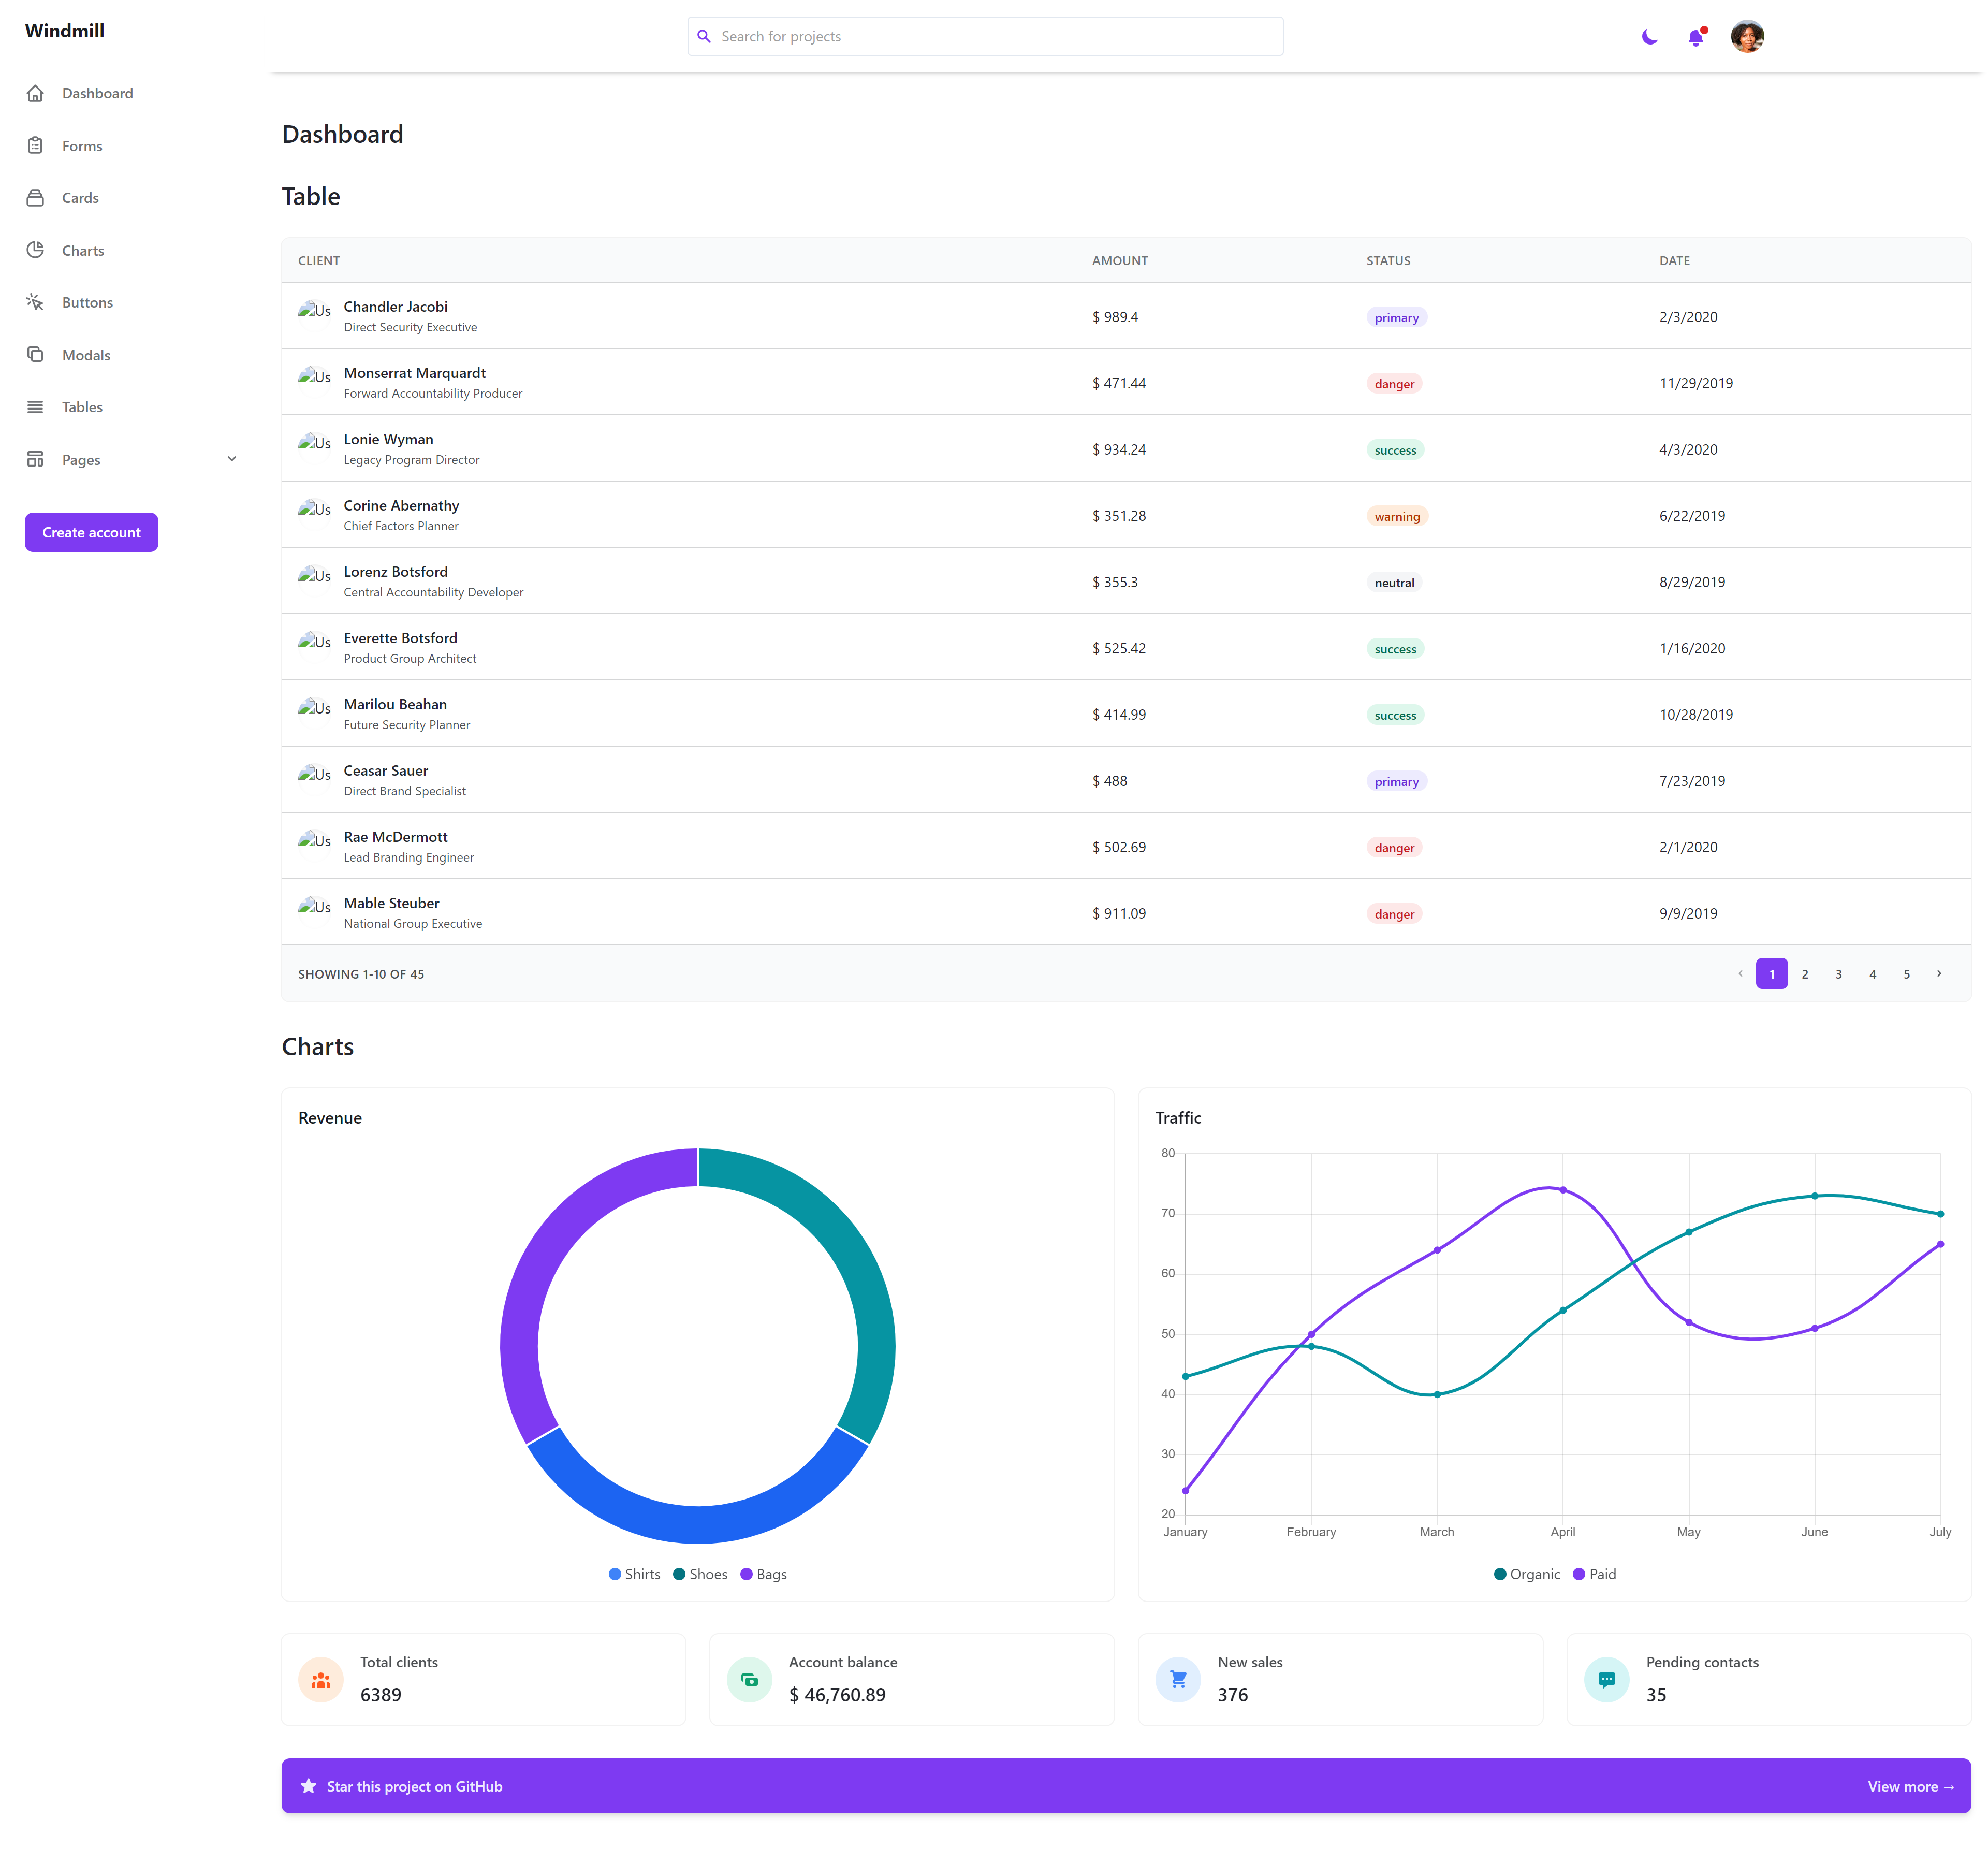 Windmill
Search for projects
Dashboard
Forms
Cards
Charts
Buttons
Modals
Tables
Pages
Create account
Dashboard
Table
CLIENT AMOUNT STATUS DATE
Us Chandler Jacobi
Direct Security Executive
$ 989.4 primary 2/3/2020
Us Monserrat Marquardt
Forward Accountability Producer
$ 471.44 danger 11/29/2019
Us Lonie Wyman
Legacy Program Director
$ 934.24 success 4/3/2020
Us Corine Abernathy
Chief Factors Planner
$ 351.28 warning 6/22/2019
Us Lorenz Botsford
Central Accountability Developer
$ 355.3 neutral 8/29/2019
Us Everette Botsford
Product Group Architect
$ 525.42 success 1/16/2020
Us Marilou Beahan
Future Security Planner
$ 414.99 success 10/28/2019
Us Ceasar Sauer
Direct Brand Specialist
$ 488 primary 7/23/2019
Us Rae McDermott
Lead Branding Engineer
$ 502.69 danger 2/1/2020
Us Mable Steuber
National Group Executive
$ 911.09 danger 9/9/2019
SHOWING 1-10 OF 45
1 2 3 4 5
Charts
Revenue
Shirts Shoes Bags
Traffic
80
70
60
50
40
30
20
January February March April May June July
Organic Paid
Total clients
6389
Account balance
$ 46,760.89
New sales
376
Pending contacts
35
Star this project on GitHub
View more →